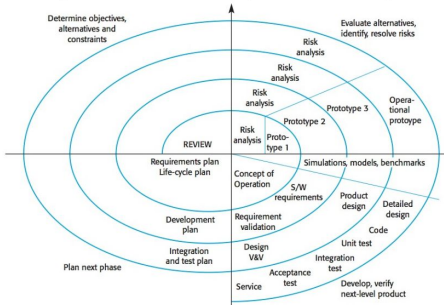 Determine objectives,
alternatives and
constraints
Evaluate alternatives,
identify, resolve risks
Risk
analysis
Risk
analysis
Risk
analysis
Risk
analysis
Proto-
type 1
Prototype 2
Prototype 3
Opera-
tional
protoype
REVIEW
Requirements plan
Life-cycle plan
Development
plan
Integration
and test plan
Plan next phase
Simulations, models, benchmarks
Concept of
Operation
S/W
requirements
Product
design
Detailed
design
Requirement
validation
Code
Design
V&V
Unit test
Integration
test
Acceptance
test
Service
Develop, verify
next-level product